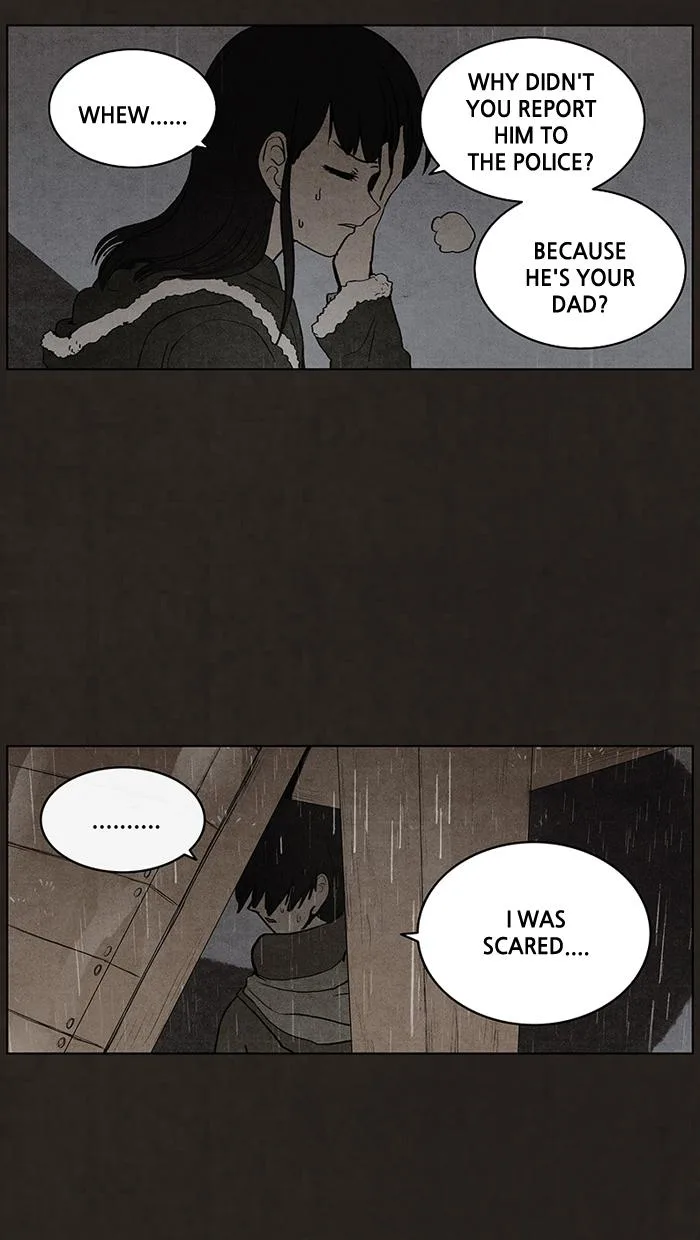 WHEW......
WHY DIDN'T
YOU REPORT
HIM TO
THE POLICE?
BECAUSE
HE'S YOUR
DAD?
..........
I WAS
SCARED....